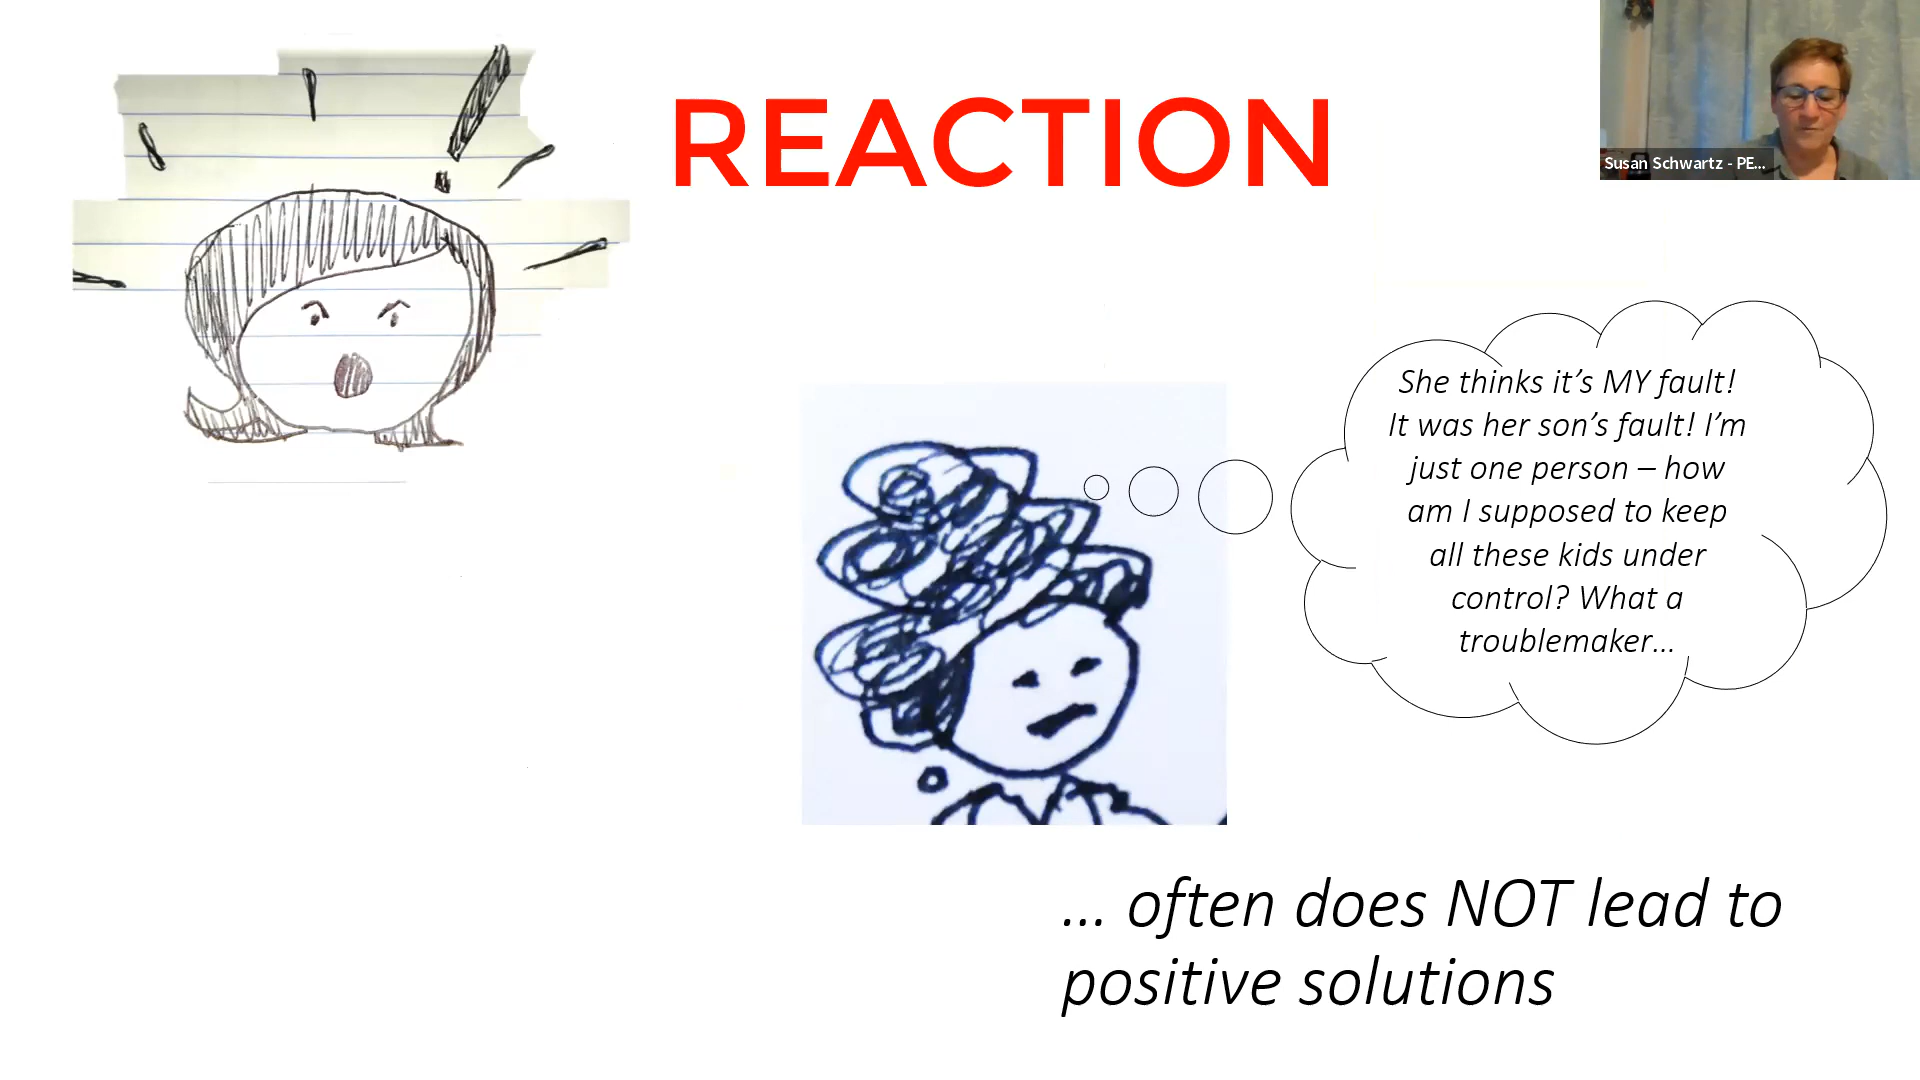 REACTION
Susan Schwartz - PE...
She thinks it’s MY fault!
It was her son’s fault! I’m
just one person – how
am I supposed to keep
all these kids under
control? What a
troublemaker…
… often does NOT lead to
positive solutions